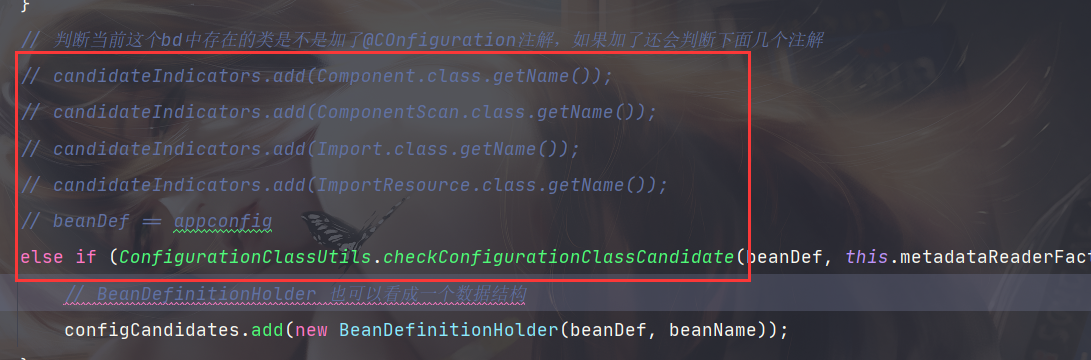 }
// 判断当前这个bd中存在的类是不是加了@COnfiguration注解，如果加了还会判断下面几个注解
// candidateIndicators.add(Component.class.getName());
// candidateIndicators.add(ComponentScan.class.getName());
// candidateIndicators.add(Import.class.getName());
// candidateIndicators.add(ImportResource.class.getName());
// beanDef == appconfig
else if (ConfigurationClassUtils.checkConfigurationClassCandidate(beanDef, this.metadataReaderFact
// BeanDefinitionHolder 也可以看成一个数据结构
configCandidates.add(new BeanDefinitionHolder(beanDef, beanName));